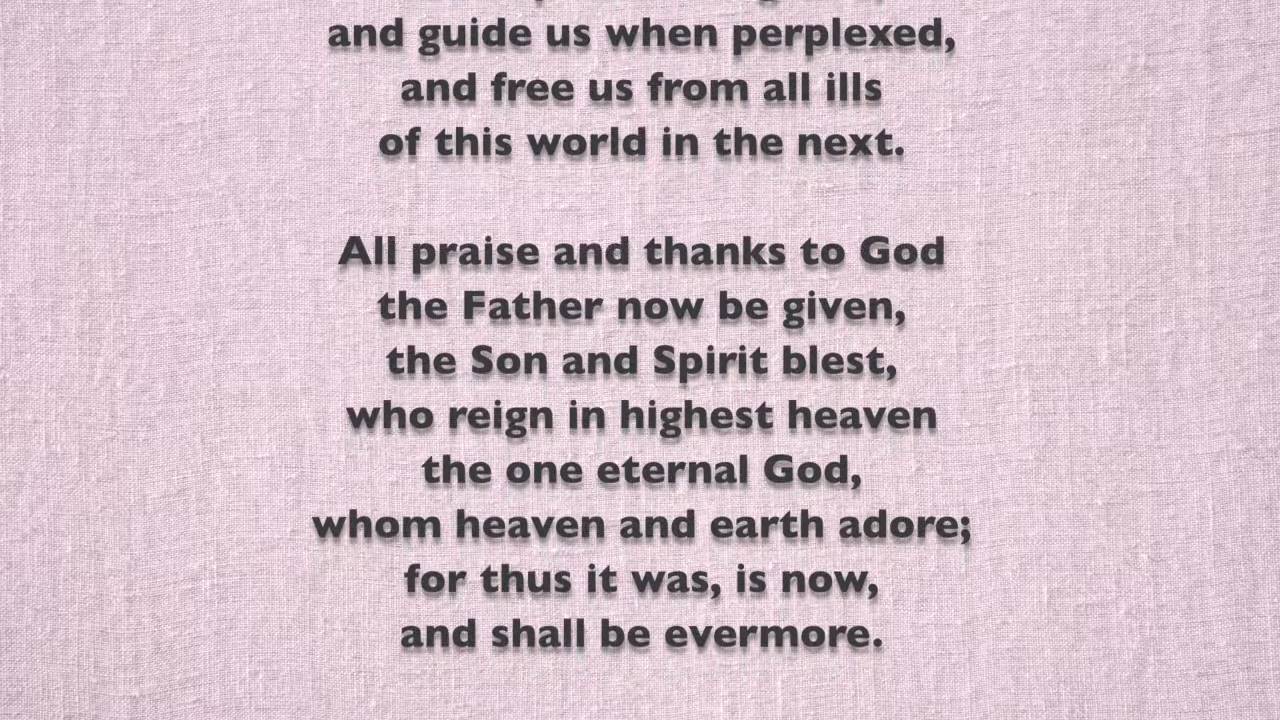 and guide us when perplexed,
and free us from all ills
of this world in the next.
All praise and thanks to God
the Father now be given,
the Son and Spirit blest,
who reign in highest heaven
the one eternal God,
whom heaven and earth adore;
for thus it was, is now,
and shall be evermore.